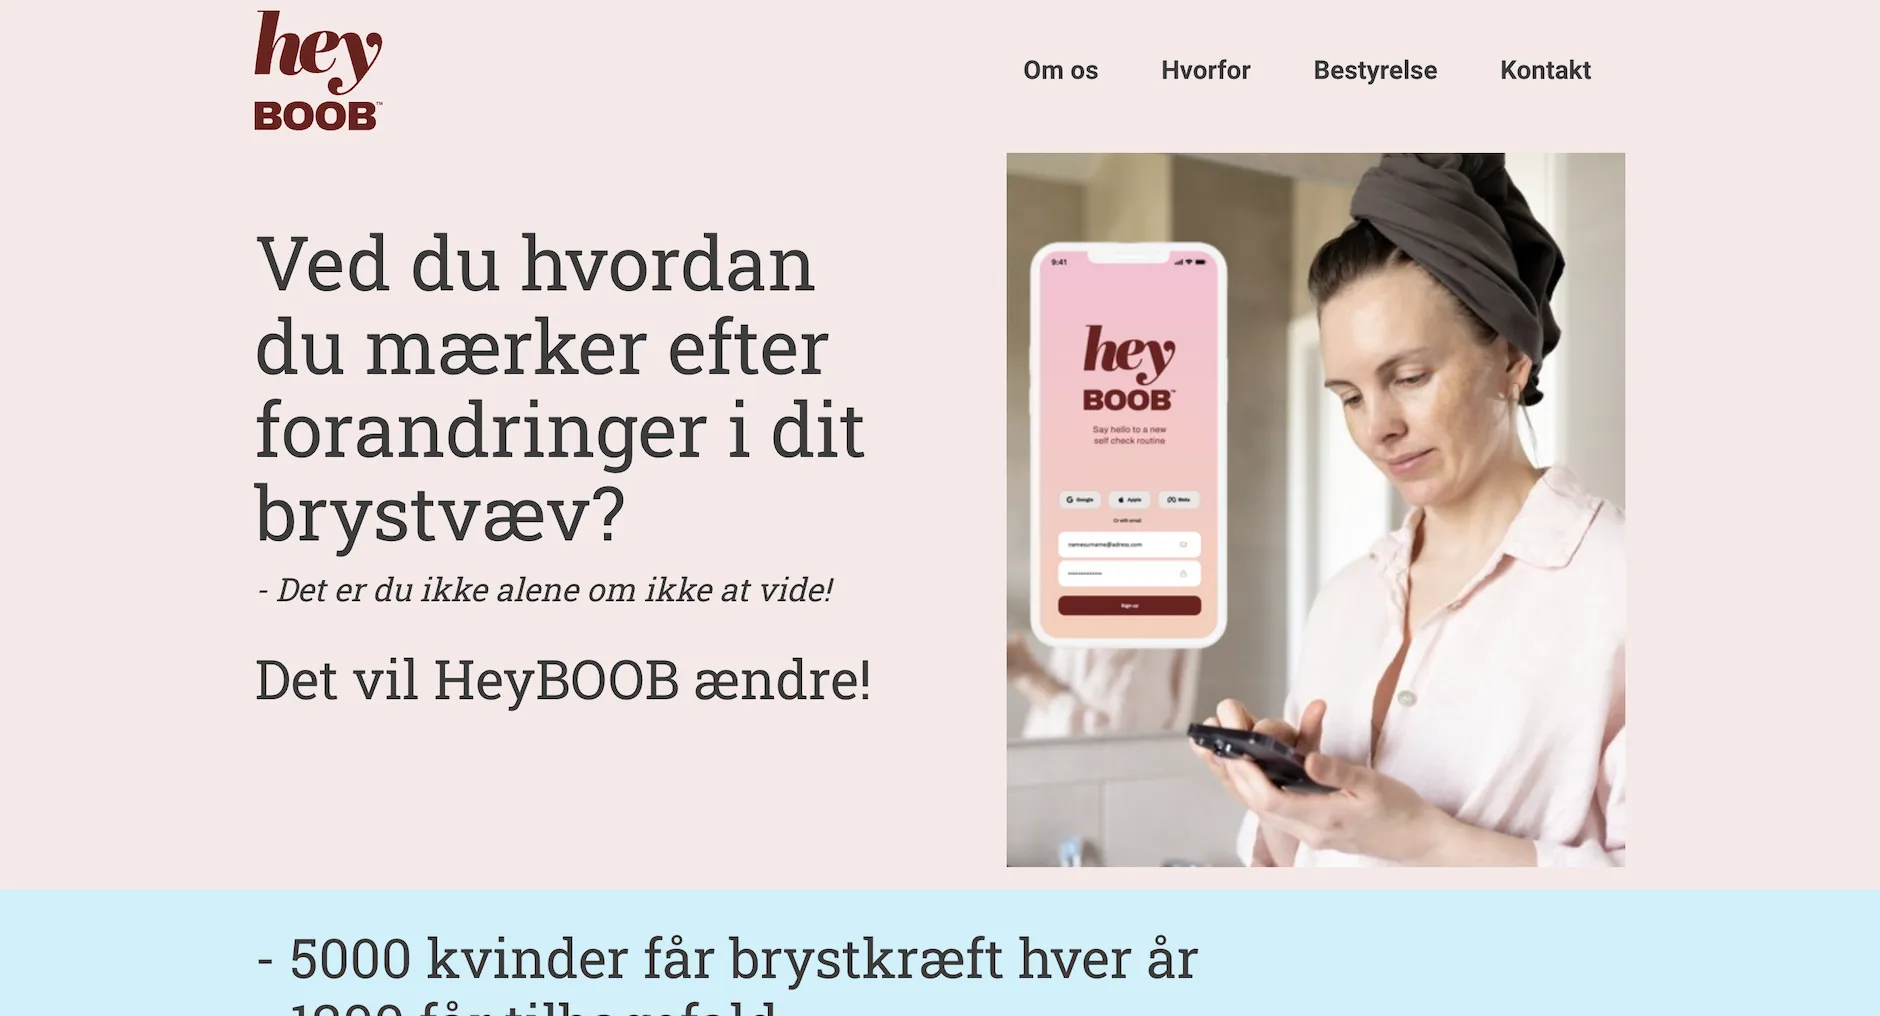 hey
BOOB™
Om os
Hvorfor
Bestyrelse
Kontakt
Ved du hvordan
du mærker efter
forandringer i dit
brystvæv?
- Det er du ikke alene om ikke at vide!
Det vil HeyBOOB ændre!
9:41
hey
BOOB™
Say hello to a new
self check routine
Google
Apple
Meta
Or with email
namesurname@adress.com
Sign up
- 5000 kvinder får brystkræft hver år
får tilbagefald